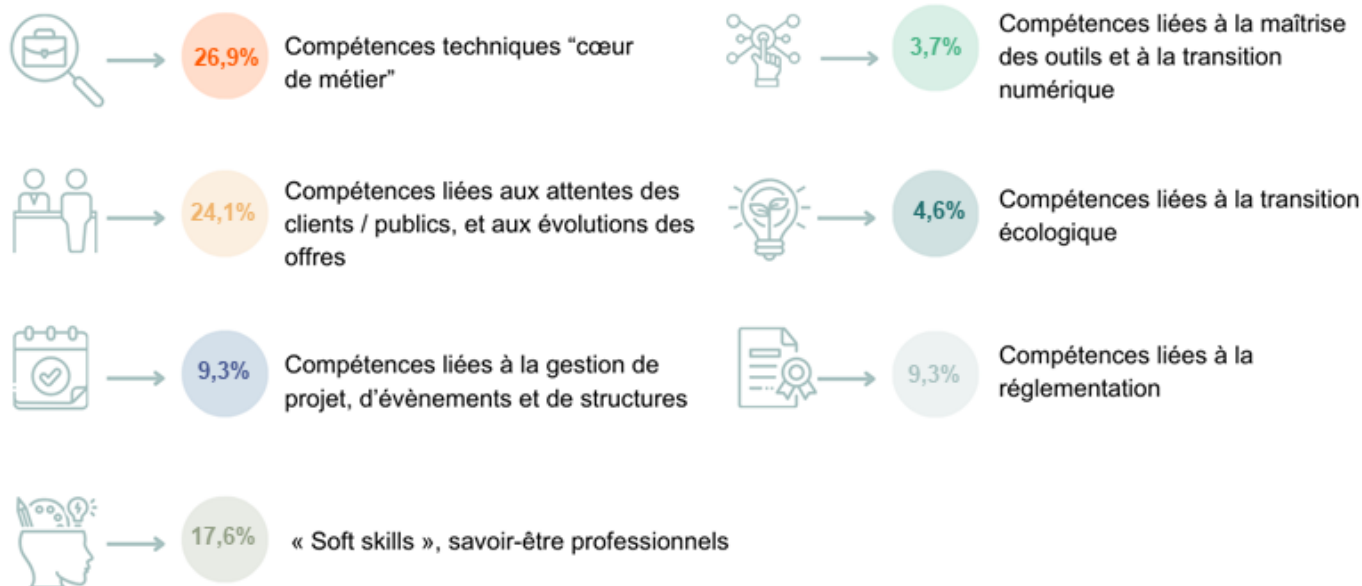 26,9%
Compétences techniques “cœur
de métier”
3,7%
Compétences liées à la maîtrise
des outils et à la transition
numérique
24,1%
Compétences liées aux attentes des
clients / publics, et aux évolutions des
offres
4,6%
Compétences liées à la transition
écologique
9,3%
Compétences liées à la gestion de
projet, d’évènements et de structures
9,3%
Compétences liées à la
réglementation
17,6%
« Soft skills », savoir-être professionnels